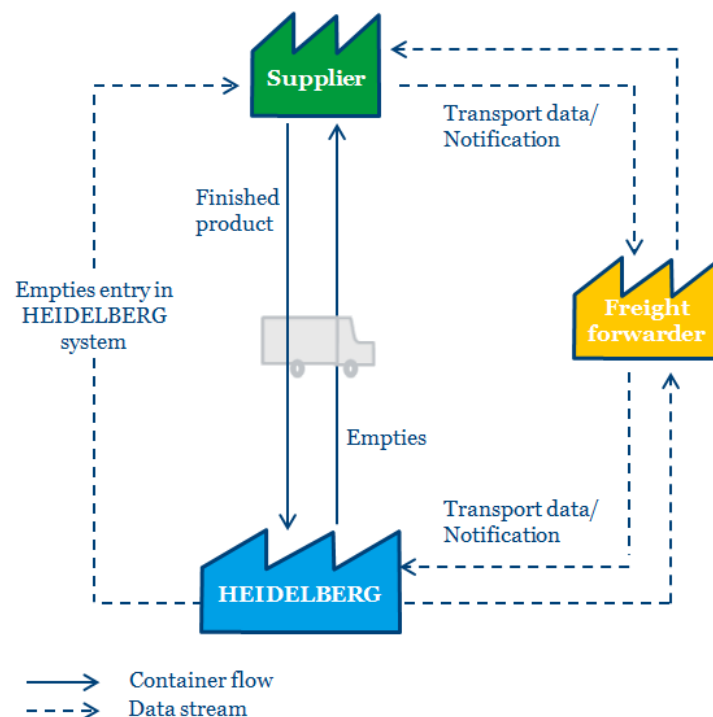 Supplier
Transport data/
Notification
Finished
product
Empties entry in
HEIDELBERG
system
Freight
forwarder
Empties
Transport data/
Notification
HEIDELBERG
Container flow
Data stream